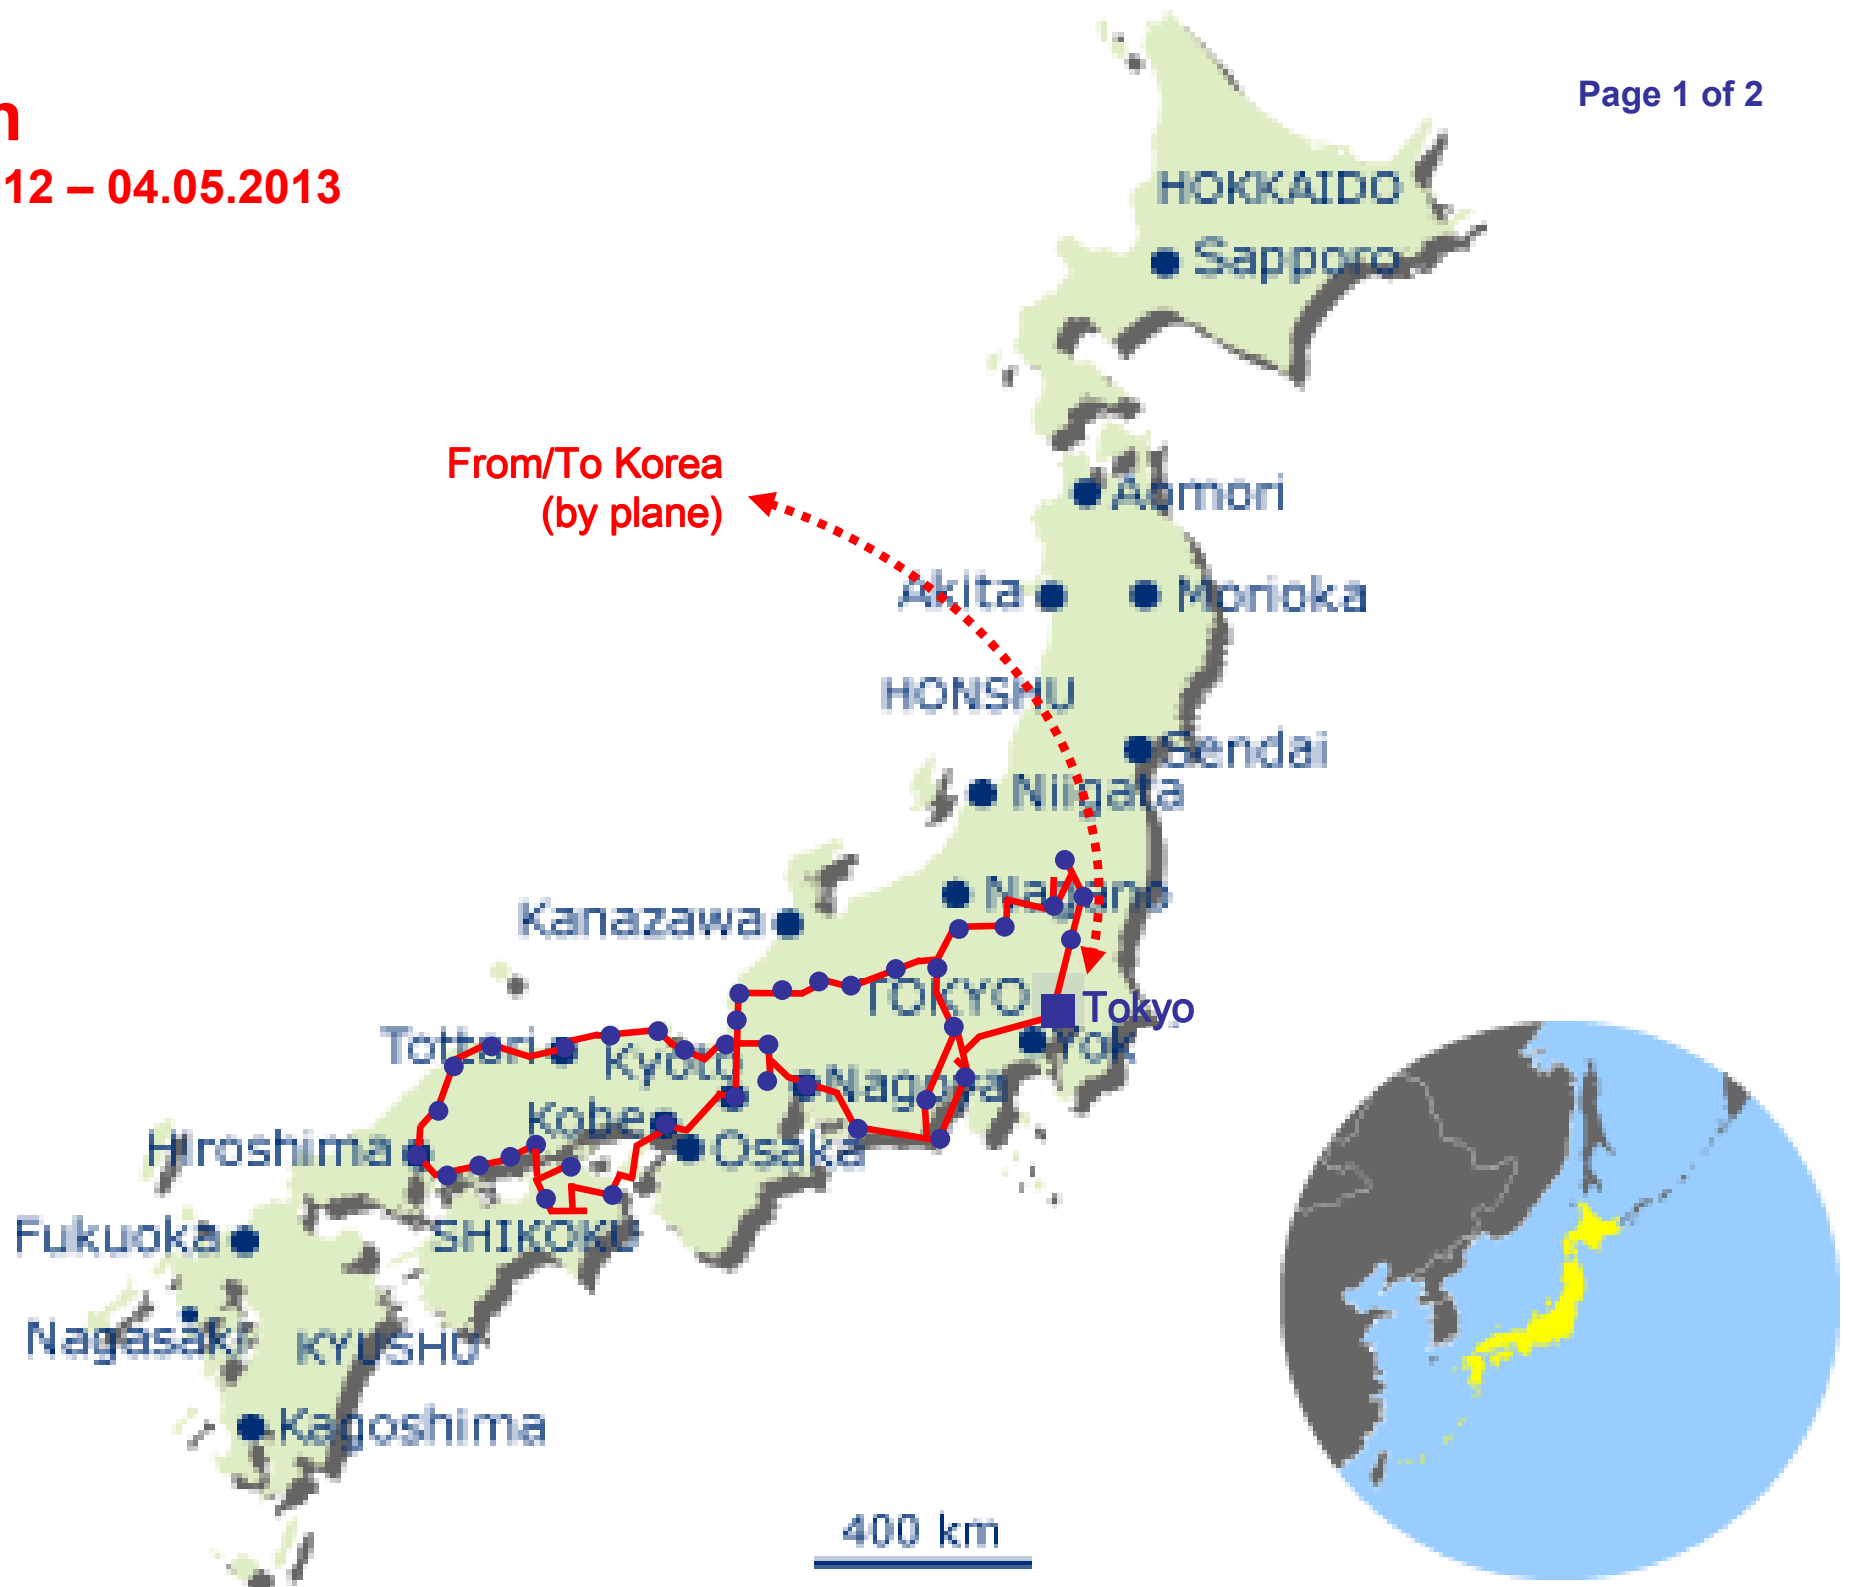 Page 1 of 2
n
12 – 04.05.2013
HOKKAIDO
Sapporo
From/To Korea
(by plane)
Aomori
Akita
Morioka
HONSHU
Sendai
Niigata
Nagano
Kanazawa
TOKYO
Tokyo
Tottori
Kyoto
Yok
Nagoya
Kobe
Hiroshima
Osaka
Fukuoka
SHIKOKU
Nagasaki
KYUSHU
Kagoshima
400 km